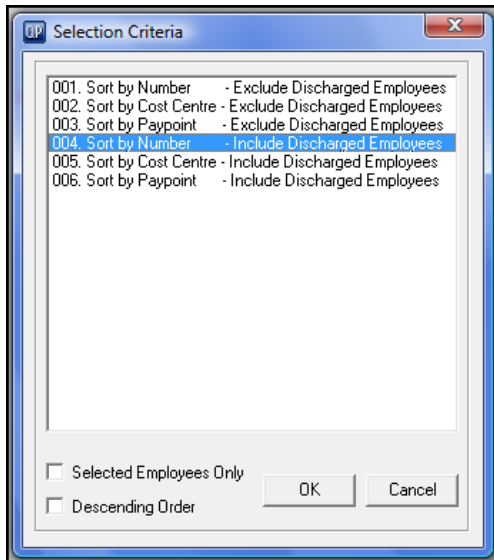 QP Selection Criteria
001. Sort by Number - Exclude Discharged Employees
002. Sort by Cost Centre - Exclude Discharged Employees
003. Sort by Paypoint - Exclude Discharged Employees
004. Sort by Number - Include Discharged Employees
005. Sort by Cost Centre - Include Discharged Employees
006. Sort by Paypoint - Include Discharged Employees
Selected Employees Only
Descending Order
OK
Cancel